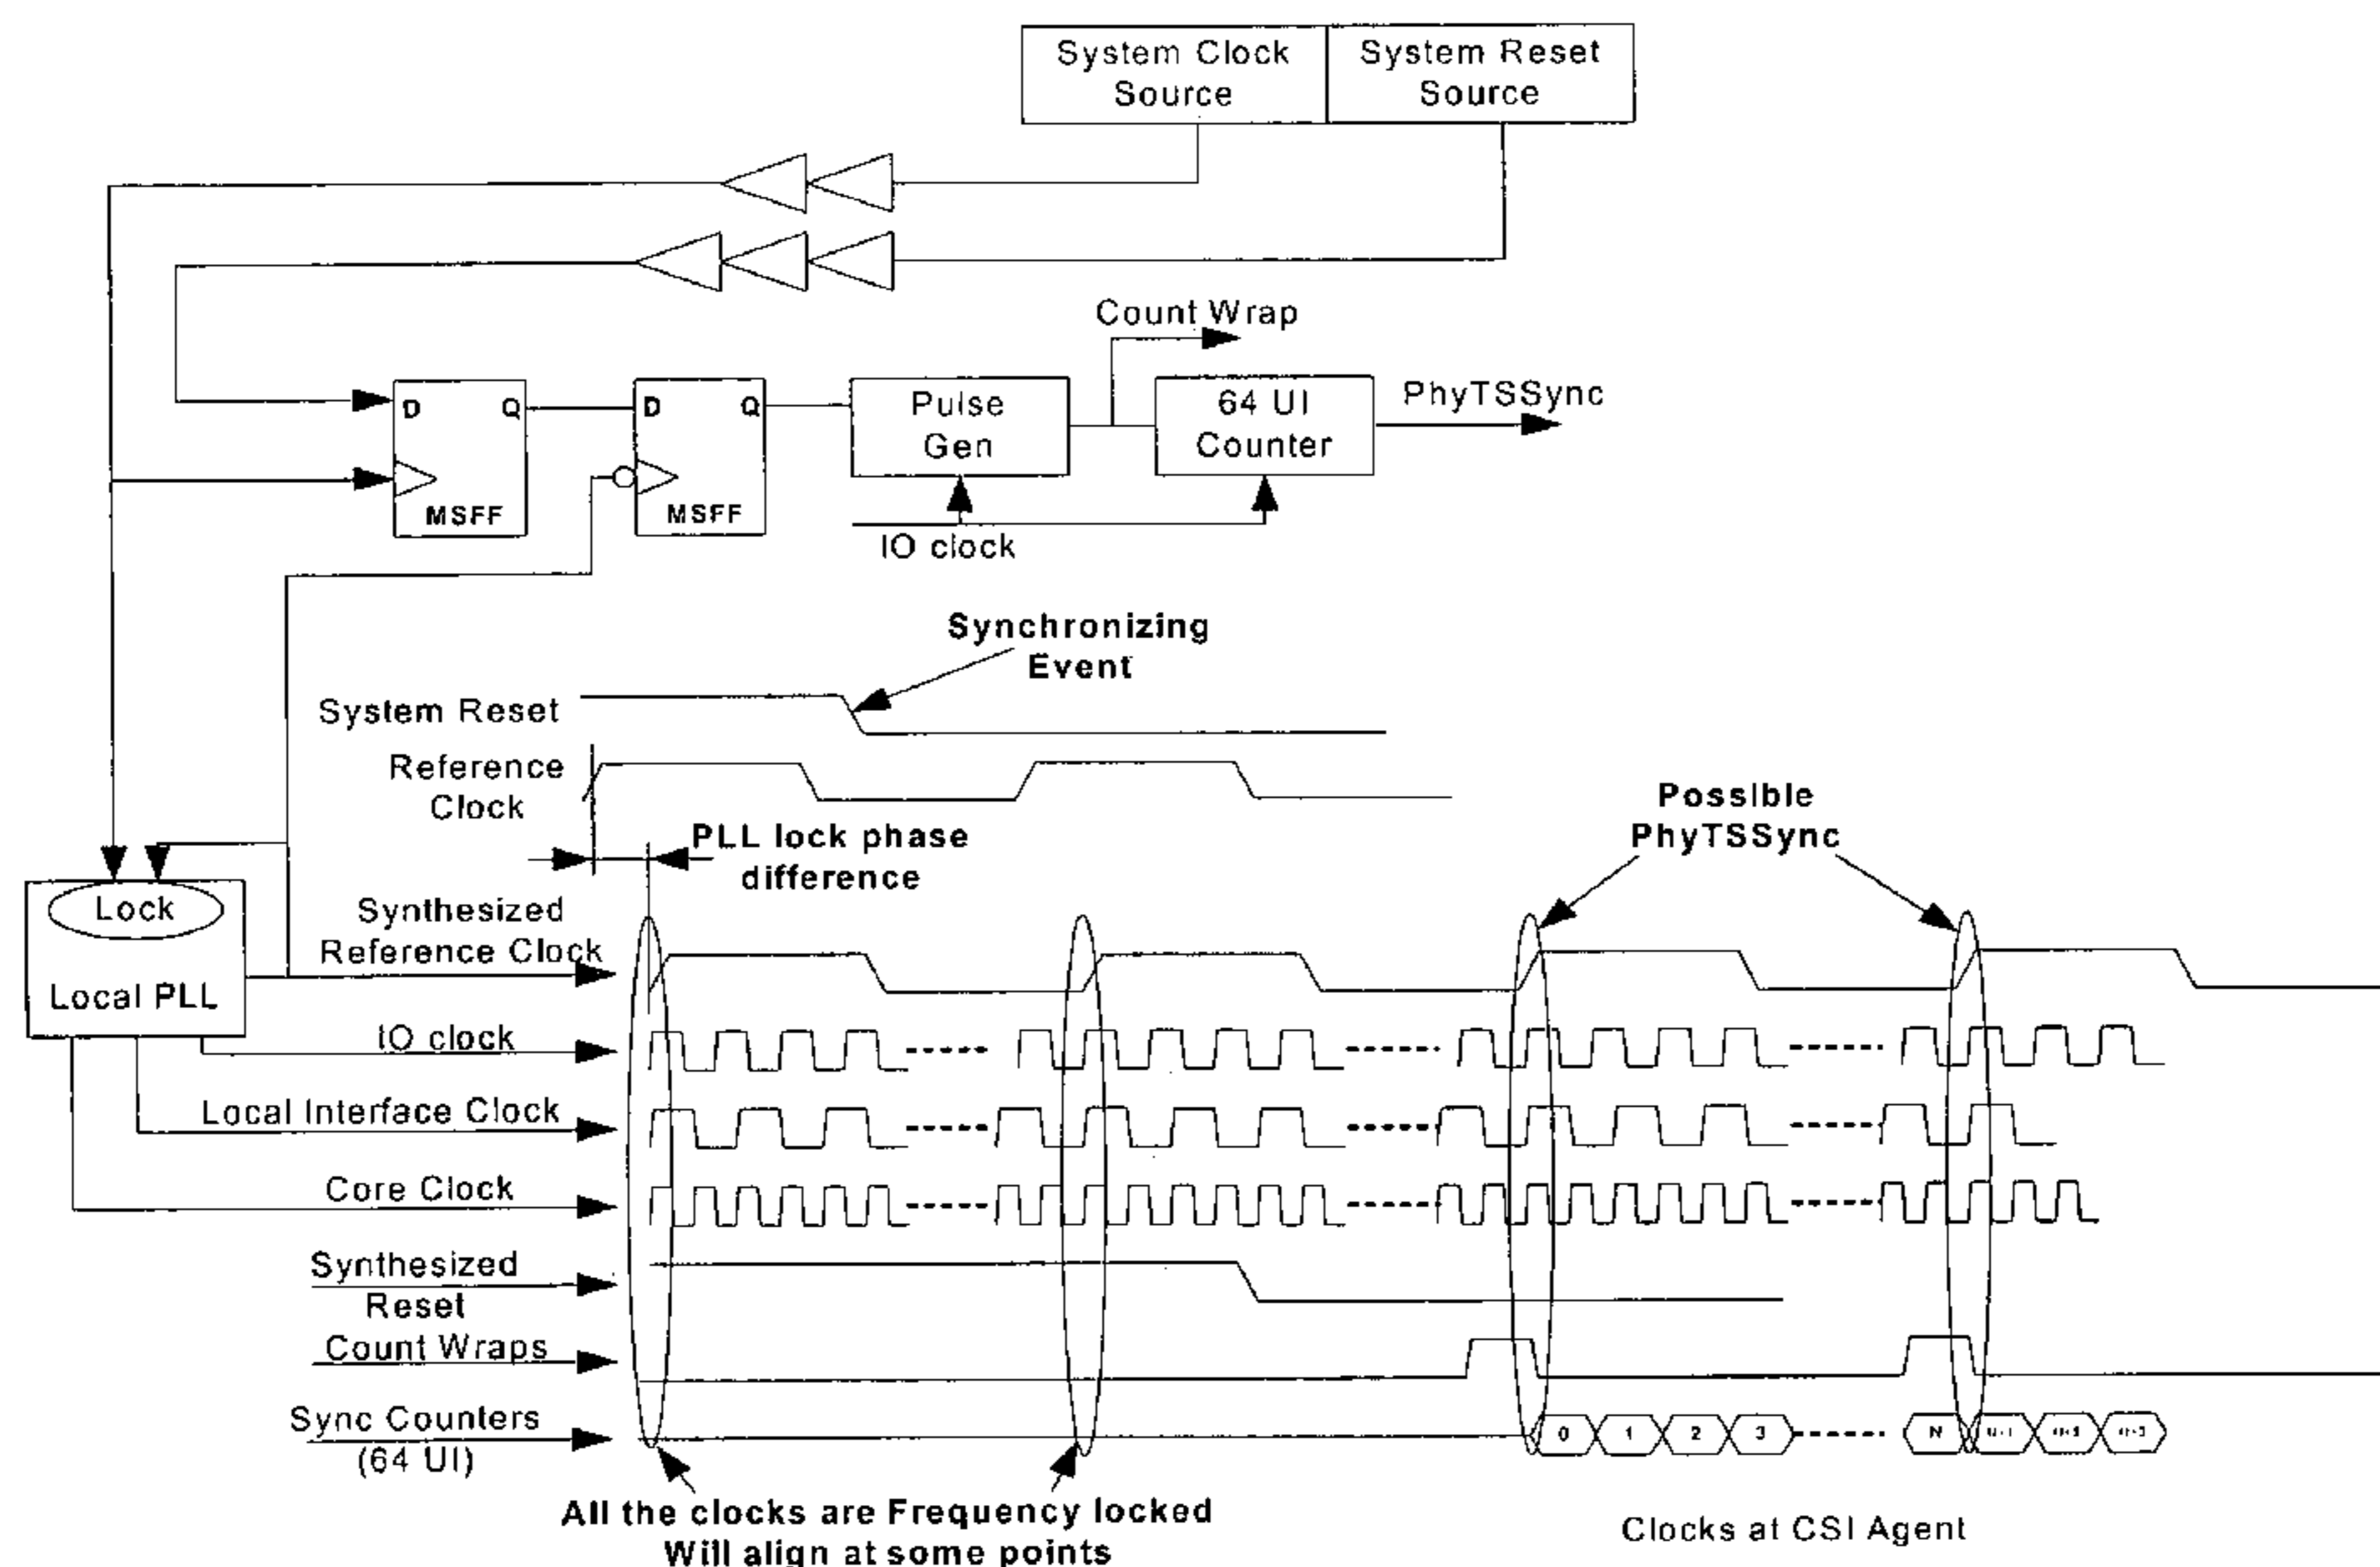 System Clock
Source
System Reset
Source
Count Wrap
D Q
MSFF
D Q
MSFF
Pulse
Gen
64 UI
Counter
PhyTSSync
IO clock
Synchronizing
Event
System Reset
Reference
Clock
PLL lock phase
difference
Possible
PhyTSSync
Lock
Local PLL
Synthesized
Reference Clock
IO clock
Local Interface Clock
Core Clock
Synthesized
Reset
Count Wraps
Sync Counters
(64 UI)
0 1 2 3 N
All the clocks are Frequency locked
Will align at some points
Clocks at CSI Agent